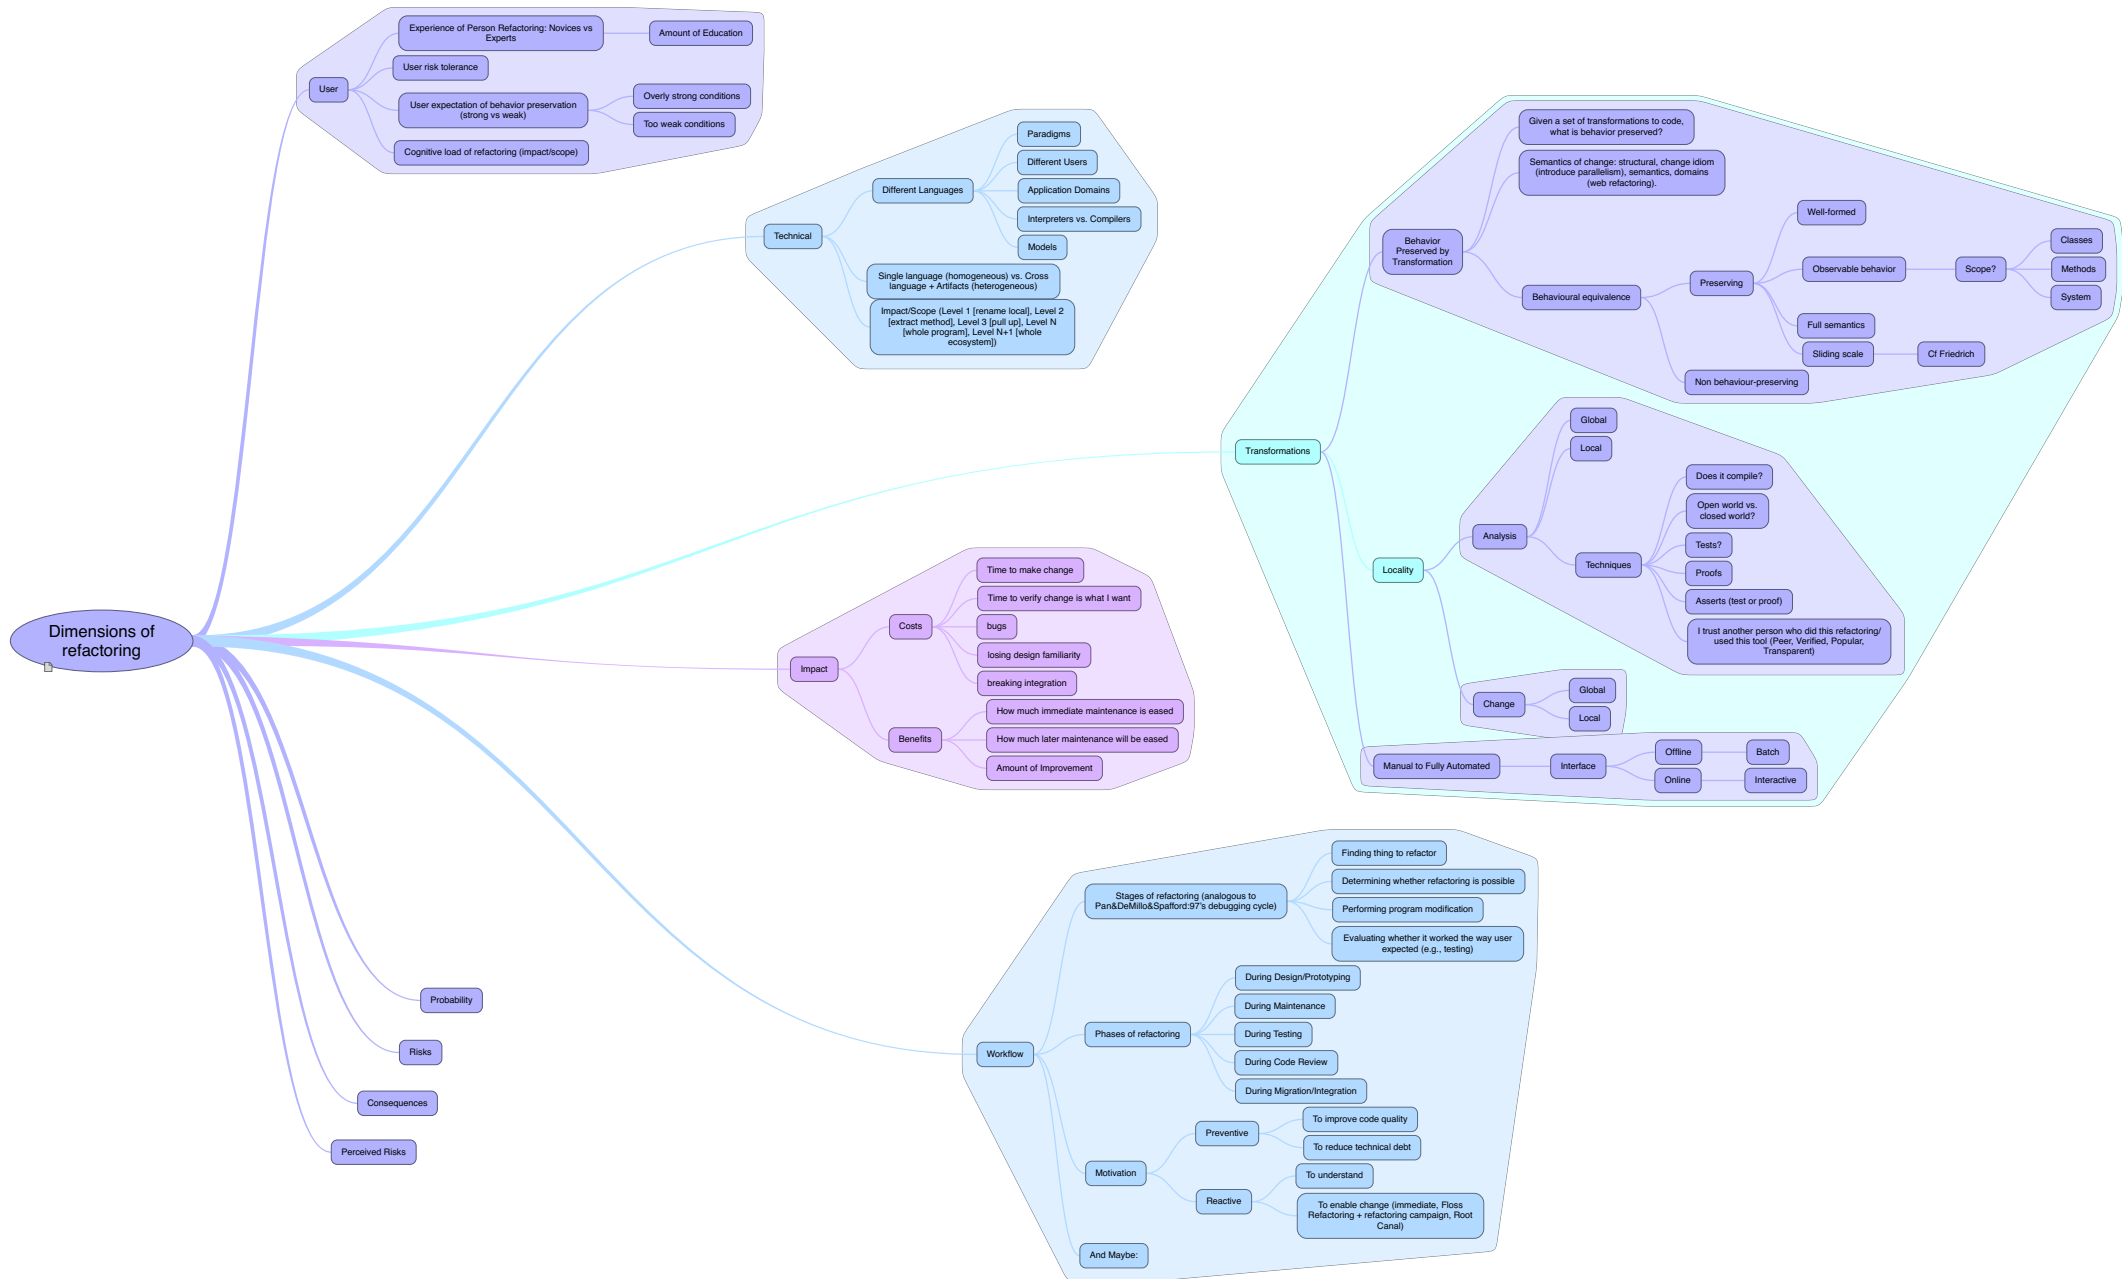 Dimensions of
refactoring
User
Experience of Person Refactoring: Novices vs
Experts
Amount of Education
User risk tolerance
User expectation of behavior preservation
(strong vs weak)
Overly strong conditions
Too weak conditions
Cognitive load of refactoring (impact/scope)
Technical
Different Languages
Paradigms
Different Users
Application Domains
Interpreters vs. Compilers
Models
Single language (homogeneous) vs. Cross
language + Artifacts (heterogeneous)
Impact/Scope (Level 1 [rename local], Level 2
[extract method], Level 3 [pull up], Level N
[whole program], Level N+1 [whole
ecosystem])
Transformations
Behavior
Preserved by
Transformation
Given a set of transformations to code,
what is behavior preserved?
Semantics of change: structural, change idiom
(introduce parallelism), semantics, domains
(web refactoring).
Behavioural equivalence
Preserving
Well-formed
Observable behavior
Scope?
Classes
Methods
System
Full semantics
Sliding scale
Cf Friedrich
Non behaviour-preserving
Locality
Analysis
Global
Local
Techniques
Does it compile?
Open world vs.
closed world?
Tests?
Proofs
Asserts (test or proof)
I trust another person who did this refactoring/
used this tool (Peer, Verified, Popular,
Transparent)
Change
Global
Local
Manual to Fully Automated
Interface
Offline
Batch
Online
Interactive
Impact
Costs
Time to make change
Time to verify change is what I want
bugs
losing design familiarity
breaking integration
Benefits
How much immediate maintenance is eased
How much later maintenance will be eased
Amount of Improvement
Workflow
Stages of refactoring (analogous to
Pan&DeMillo&Spafford:97's debugging cycle)
Finding thing to refactor
Determining whether refactoring is possible
Performing program modification
Evaluating whether it worked the way user
expected (e.g., testing)
Phases of refactoring
During Design/Prototyping
During Maintenance
During Testing
During Code Review
During Migration/Integration
Motivation
Preventive
To improve code quality
To reduce technical debt
Reactive
To understand
To enable change (immediate, Floss
Refactoring + refactoring campaign, Root
Canal)
And Maybe:
Probability
Risks
Consequences
Perceived Risks